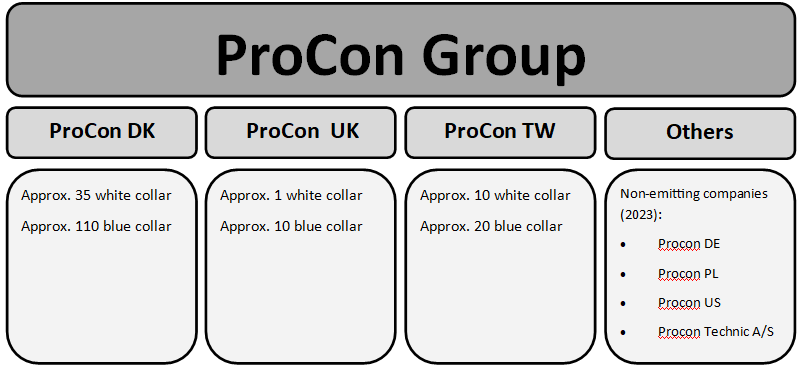 ProCon Group
ProCon DK
ProCon UK
ProCon TW
Others
Approx. 35 white collar
Approx. 110 blue collar
Approx. 1 white collar
Approx. 10 blue collar
Approx. 10 white collar
Approx. 20 blue collar
Non-emitting companies
(2023):
• Procon DE
• Procon PL
• Procon US
• Procon Technic A/S